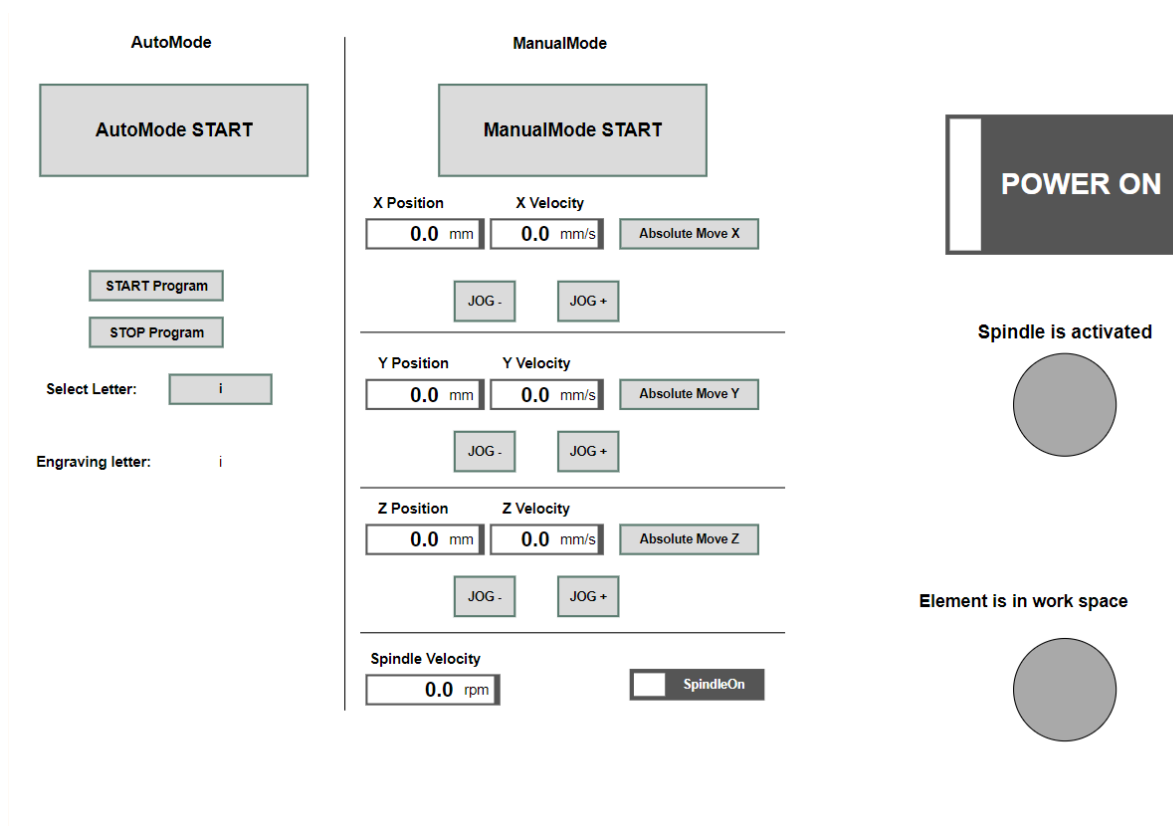 AutoMode
AutoMode START
START Program
STOP Program
Select Letter: i
Engraving letter: i
ManualMode
ManualMode START
X Position X Velocity
0.0 mm 0.0 mm/s Absolute Move X
JOG - JOG +
Y Position Y Velocity
0.0 mm 0.0 mm/s Absolute Move Y
JOG - JOG +
Z Position Z Velocity
0.0 mm 0.0 mm/s Absolute Move Z
JOG - JOG +
Spindle Velocity
0.0 rpm SpindleOn
POWER ON
Spindle is activated
Element is in work space